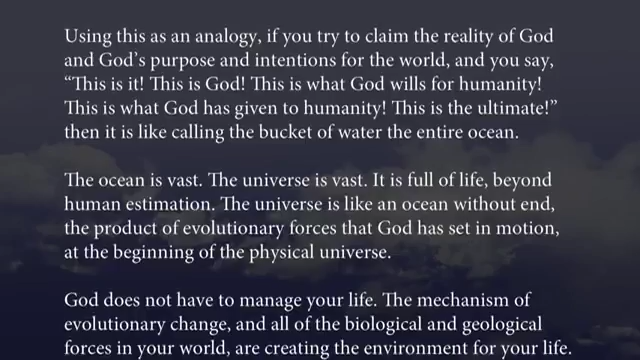 Using this as an analogy, if you try to claim the reality of God
and God’s purpose and intentions for the world, and you say,
“This is it! This is God! This is what God wills for humanity!
This is what God has given to humanity! This is the ultimate!”
then it is like calling the bucket of water the entire ocean.
The ocean is vast. The universe is vast. It is full of life, beyond
human estimation. The universe is like an ocean without end,
the product of evolutionary forces that God has set in motion,
at the beginning of the physical universe.
God does not have to manage your life. The mechanism of
evolutionary change, and all of the biological and geological
forces in your world, are creating the environment for your life.